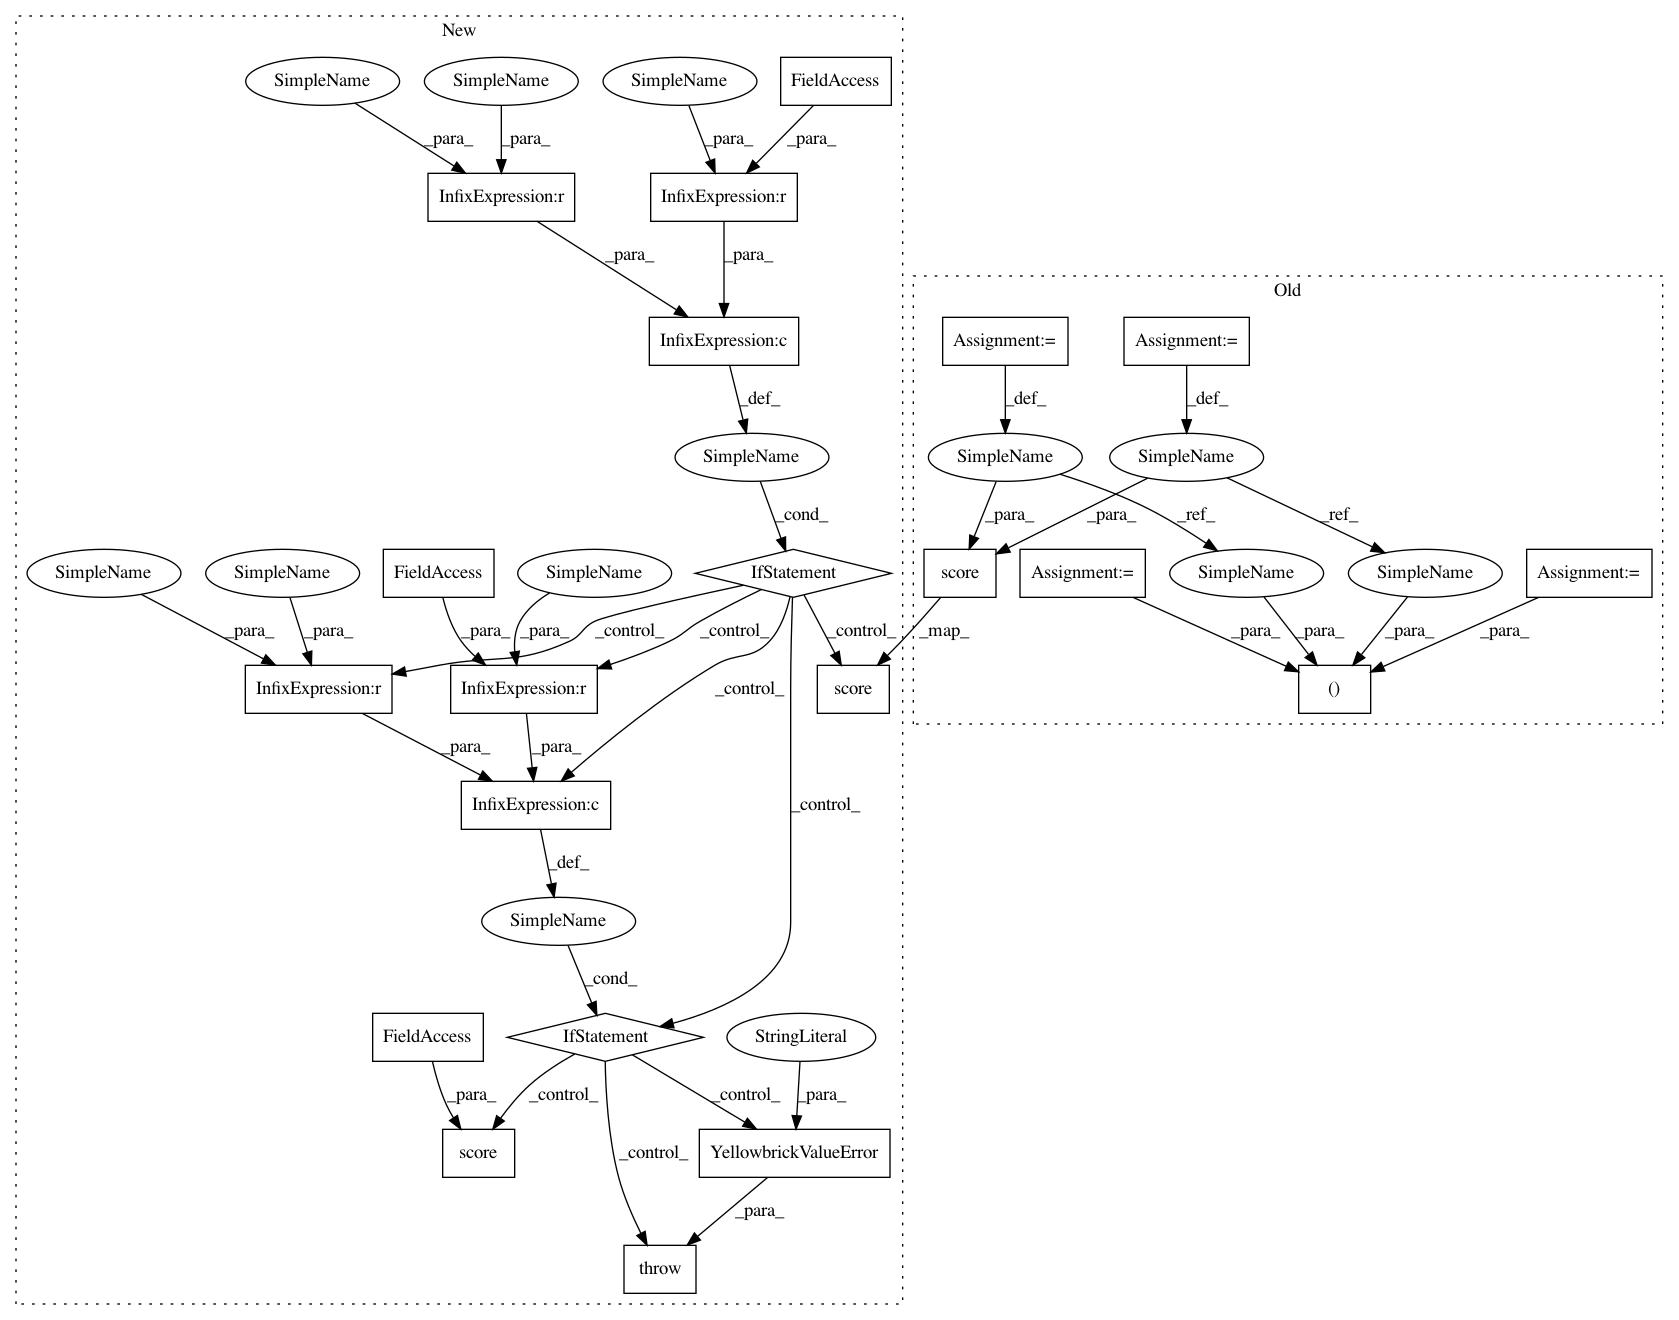 New
SimpleName SimpleName SimpleName FieldAccess
_para_ _para_ _para_ _para_
InfixExpression:r InfixExpression:r
_para_ _para_
Old
InfixExpression:c Assignment:= Assignment:=
_def_ _def_ _def_
SimpleName SimpleName SimpleName
_cond_ _para_ _para_ _ref_ _ref_
SimpleName SimpleName FieldAccess SimpleName IfStatement score Assignment:= SimpleName SimpleName Assignment:=
_para_ _para_ _para_ _para_ _control_ _control_ _control_ _map_ _para_ _para_ _para_ _para_
InfixExpression:r InfixExpression:r _control_ score ()
_para_ _para_
InfixExpression:c _control_
_def_
SimpleName
_cond_
FieldAccess IfStatement StringLiteral
_para_ _control_ _control_ _para_
score _control_ YellowbrickValueError
_para_
throw